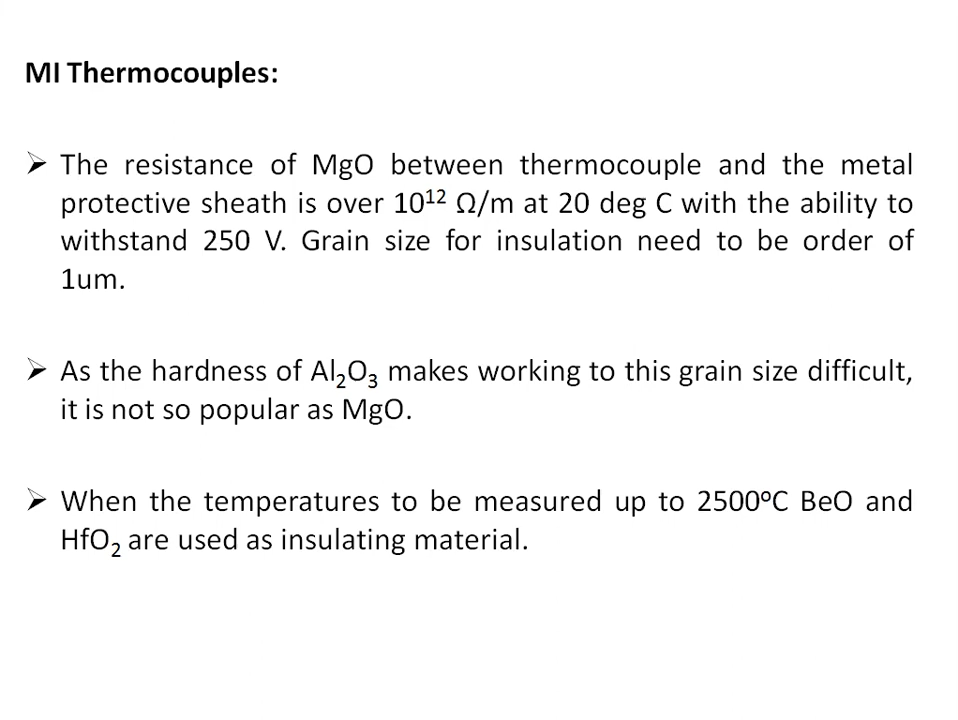 MI Thermocouples:
➢ The resistance of MgO between thermocouple and the metal
protective sheath is over 10¹² Ω/m at 20 deg C with the ability to
withstand 250 V. Grain size for insulation need to be order of
1um.
➢ As the hardness of Al₂O₃ makes working to this grain size difficult,
it is not so popular as MgO.
➢ When the temperatures to be measured up to 2500°C BeO and
HfO₂ are used as insulating material.